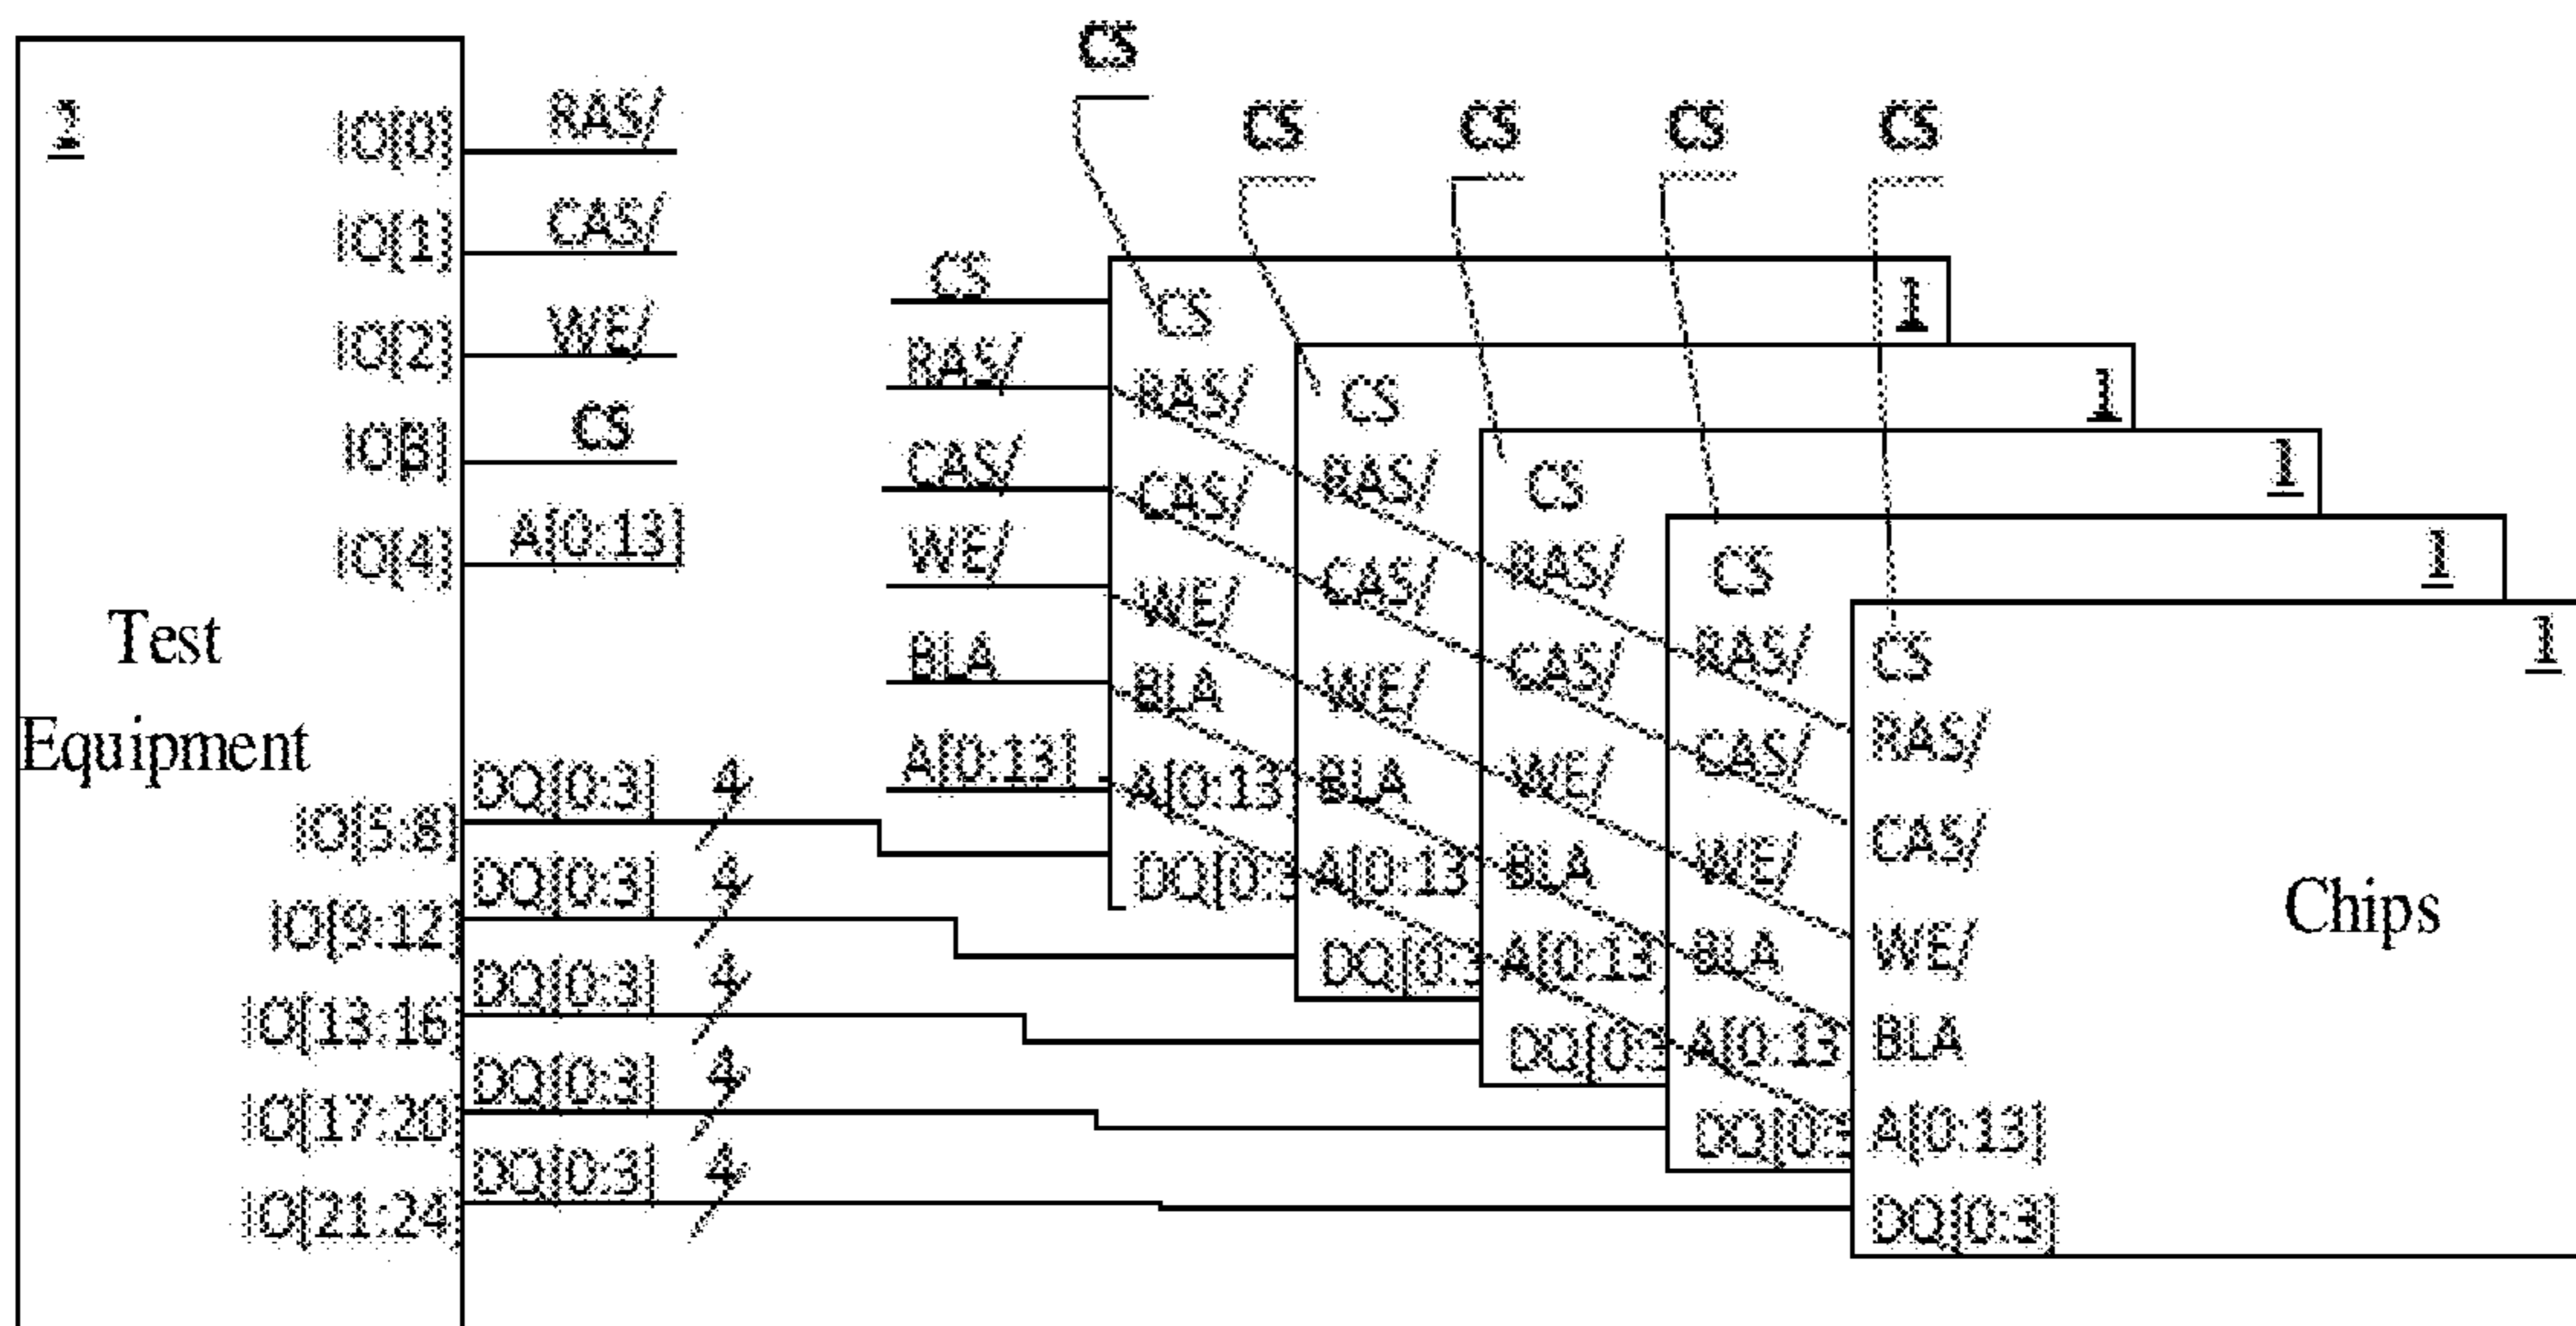 CS
CS CS CS CS
IO[0] RAS/
IO[1] CAS/
IO[2] WE/
IO[3] CS
IO[4] A[0:13]
Test
Equipment
IO[5:8] DQ[0:3] 4
IO[9:12] DQ[0:3] 4
IO[13:16] DQ[0:3] 4
IO[17:20] DQ[0:3] 4
IO[21:24] DQ[0:3] 4
CS
RAS/
CAS/
WE/
BLA
A[0:13]
CS 1
RAS/
CAS/
WE/
BLA
A[0:13
DQ[0:3
CS 1
RAS/
CAS/
WE/
BLA
A[0:13
DQ[0:3
CS 1
RAS/
CAS/
WE/
BLA
A[0:13
DQ[0:3
CS 1
RAS/
CAS/
WE/
BLA
A[0:13
DQ[0:3
CS 1
RAS/
CAS/
WE/
BLA
A[0:13]
DQ[0:3]
Chips